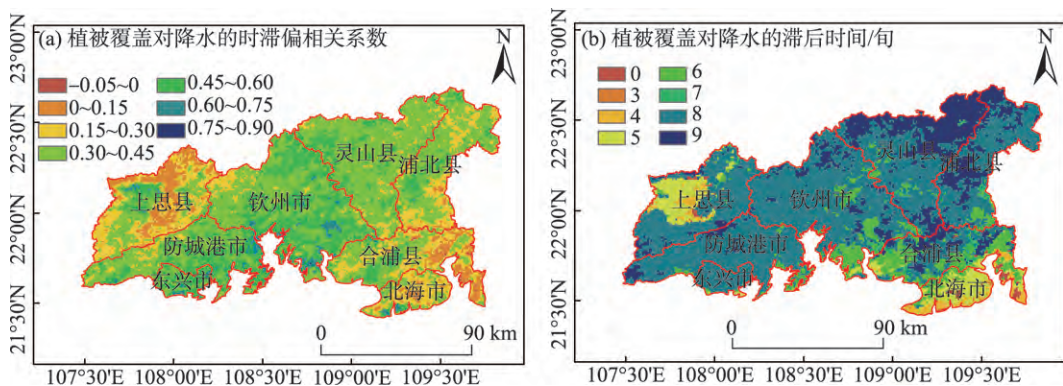 (a) 植被覆盖对降水的时滞偏相关系数
N
-0.05~0
0.45~0.60
0~0.15
0.60~0.75
0.15~0.30
0.75~0.90
0.30~0.45
灵山县
浦北县
上思县
钦州市
防城港市
合浦县
东兴市
北海市
0
90 km
23°00'N
22°30'N
22°00'N
21°30'N
107°30'E
108°00'E
108°30'E
109°00'E
109°30'E
(b) 植被覆盖对降水的滞后时间/旬
N
0
6
3
7
4
8
5
9
灵山县
浦北县
上思县
钦州市
防城港市
合浦县
东兴市
北海市
0
90 km
23°00'N
22°30'N
22°00'N
21°30'N
107°30'E
108°00'E
108°30'E
109°00'E
109°30'E